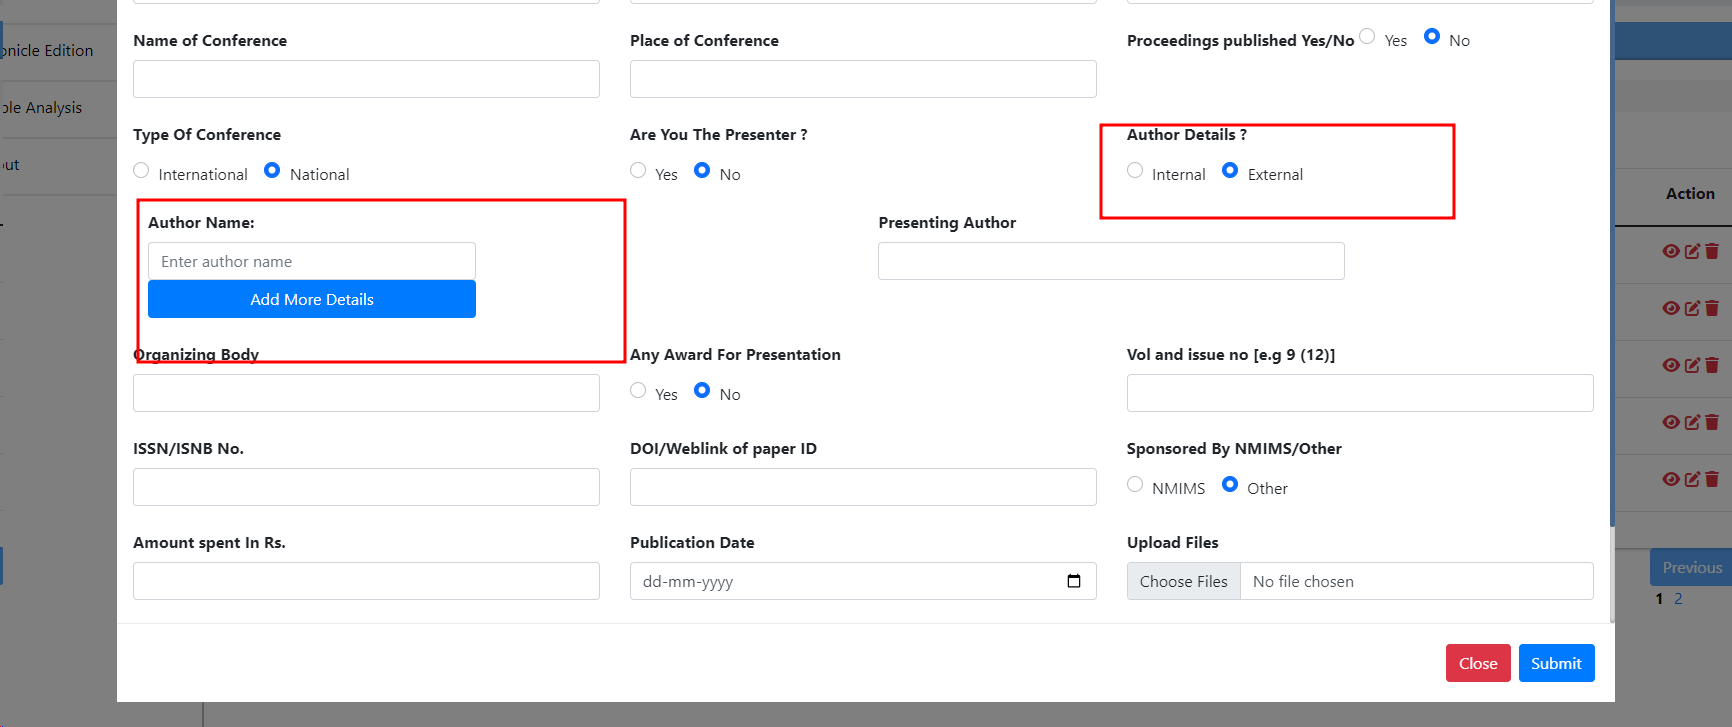 Name of Conference
Place of Conference
Proceedings published Yes/No Yes No
Edition
Analysis
Type Of Conference
Are You The Presenter ?
Author Details ?
International National
Yes No
Internal External
Action
Author Name:
Presenting Author
Enter author name
Add More Details
Organizing Body
Any Award For Presentation
Vol and issue no [e.g 9 (12)]
Yes No
ISSN/ISNB No.
DOI/Weblink of paper ID
Sponsored By NMIMS/Other
NMIMS Other
Amount spent In Rs.
Publication Date
Upload Files
dd-mm-yyyy
Choose Files No file chosen
Previous
1 2
Close Submit